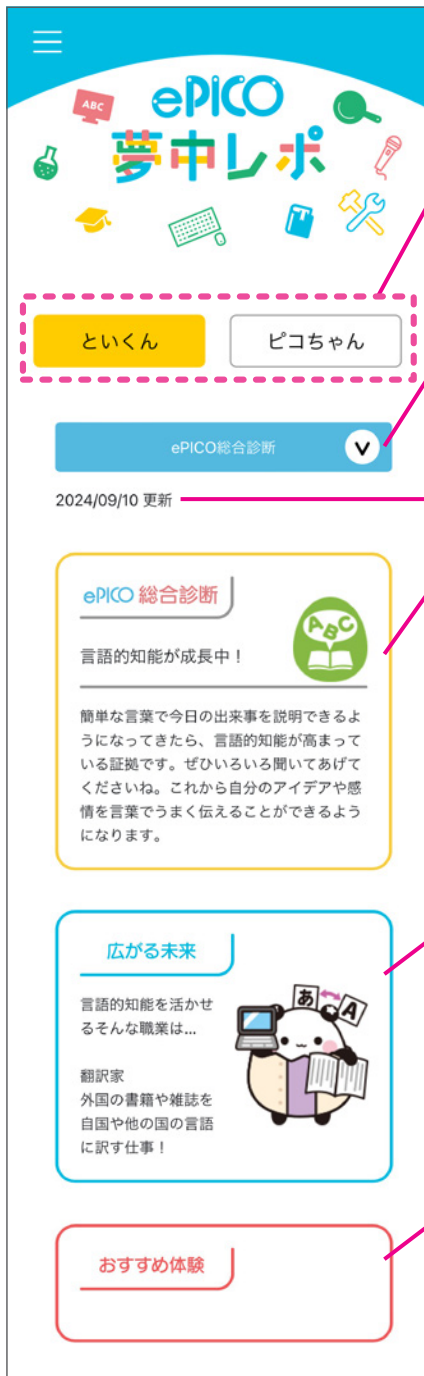 ABC
ePICO
夢中レポ
といくん
ピコちゃん
ePICO総合診断
2024/09/10 更新
ePICO 総合診断
ABC
言語的知能が成長中！
簡単な言葉で今日の出来事を説明できるよ
うになってきたら、言語的知能が高まって
いる証拠です。ぜひいろいろ聞いてあげて
くださいね。これから自分のアイデアや感
情を言葉でうまく伝えることができるよう
になります。
広がる未来
あ
A
言語的知能を活かせ
るそんな職業は...
翻訳家
外国の書籍や雑誌を
自国や他の国の言語
に訳す仕事！
おすすめ体験